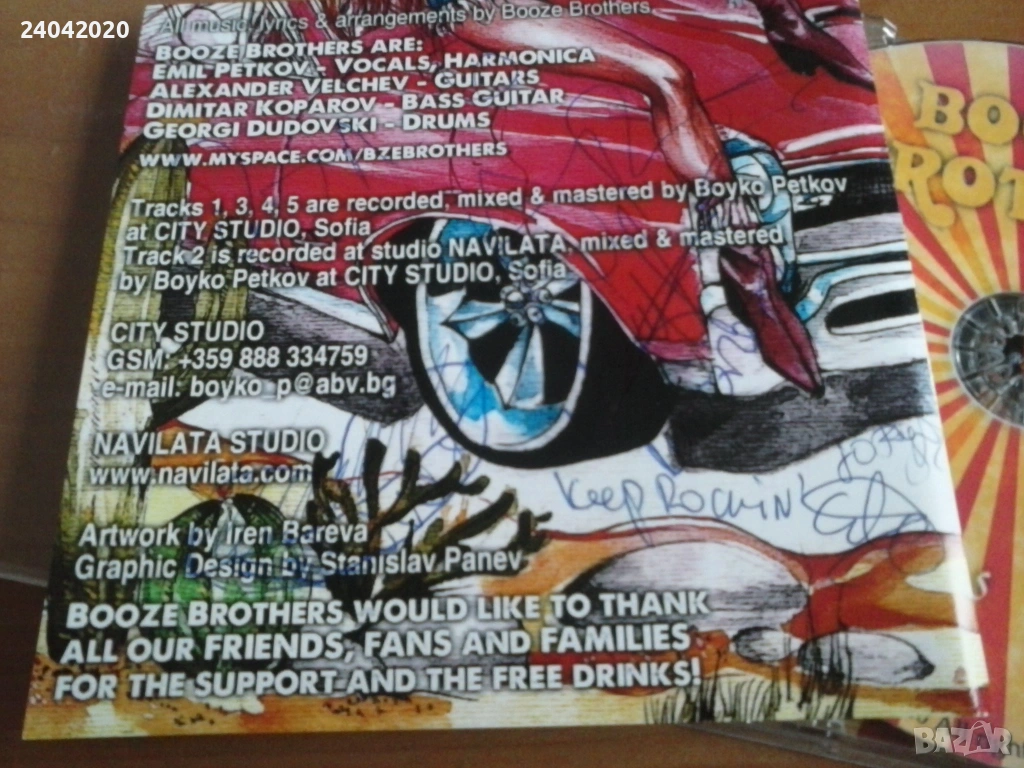 24042020
All music, lyrics & arrangements by Booze Brothers
BOOZE BROTHERS ARE:
EMIL PETKOV - VOCALS, HARMONICA
ALEXANDER VELCHEV - GUITARS
DIMITAR KOPAROV - BASS GUITAR
GEORGI DUDOVSKI - DRUMS
WWW.MYSPACE.COM/BZEBROTHERS
Tracks 1, 3, 4, 5 are recorded, mixed & mastered by Boyko Petkov
at CITY STUDIO, Sofia
Track 2 is recorded at studio NAVILATA, mixed & mastered
by Boyko Petkov at CITY STUDIO, Sofia
CITY STUDIO
GSM: +359 888 334759
e-mail: boyko_p@abv.bg
NAVILATA STUDIO
www.navilata.com
Keep Rockin'
Artwork by Iren Bareva
Graphic Design by Stanislav Panev
BOOZE BROTHERS WOULD LIKE TO THANK
ALL OUR FRIENDS, FANS AND FAMILIES
FOR THE SUPPORT AND THE FREE DRINKS!
BO
ROT
BAZAR